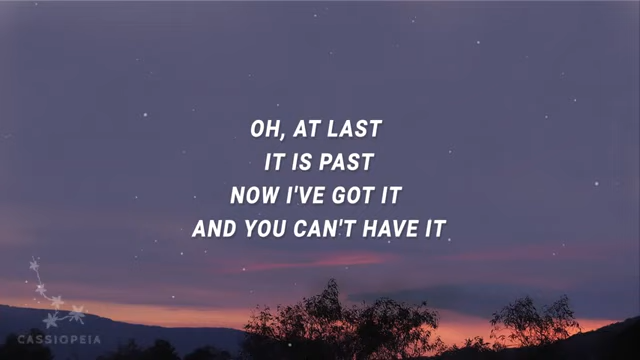 OH, AT LAST
IT IS PAST
NOW I'VE GOT IT
AND YOU CAN'T HAVE IT
CASSIOPEIA